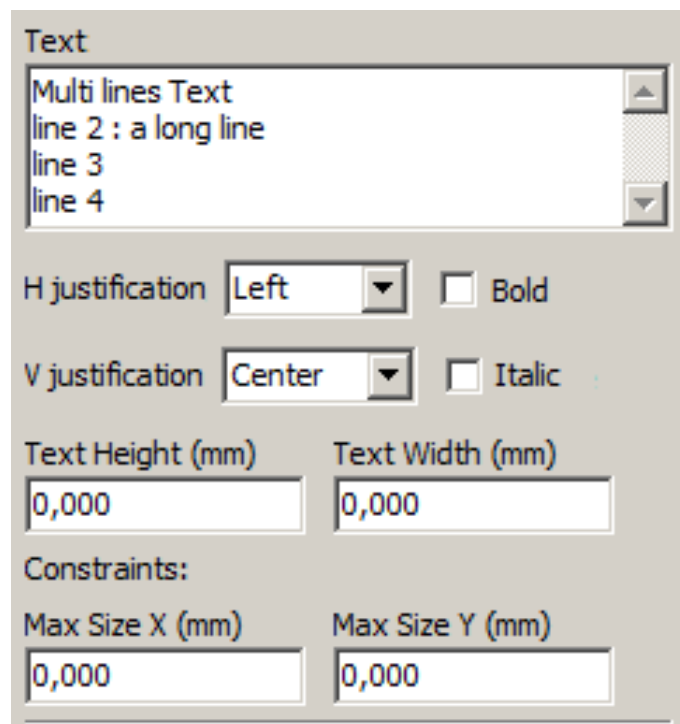 Text
Multi lines Text
line 2 : a long line
line 3
line 4
H justification Left Bold
V justification Center Italic
Text Height (mm) Text Width (mm)
0,000 0,000
Constraints:
Max Size X (mm) Max Size Y (mm)
0,000 0,000